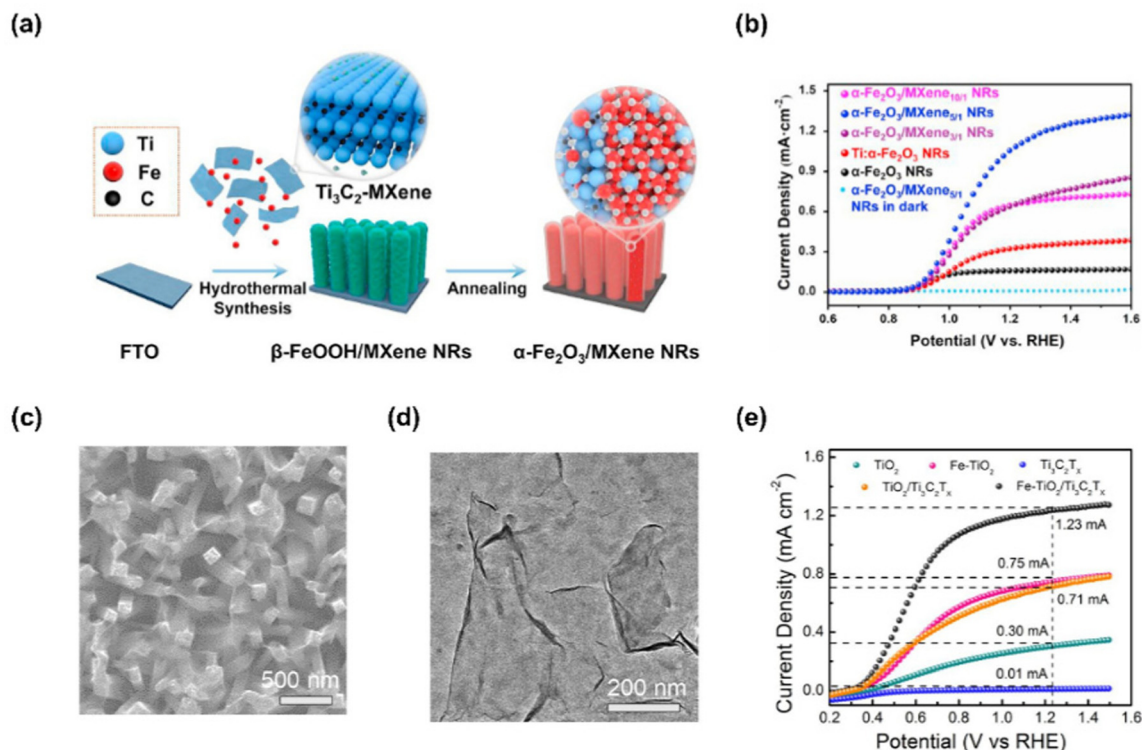 (a)
Ti
Fe
C
Ti₃C₂-MXene
Hydrothermal
Synthesis
Annealing
FTO
β-FeOOH/MXene NRs
α-Fe₂O₃/MXene NRs
(b)
Current Density (mA·cm⁻²)
1.5
1.2
0.9
0.6
0.3
0.0
α-Fe₂O₃/MXene₁₀/₁ NRs
α-Fe₂O₃/MXene₅/₁ NRs
α-Fe₂O₃/MXene₃/₁ NRs
Ti:α-Fe₂O₃ NRs
α-Fe₂O₃ NRs
α-Fe₂O₃/MXene₅/₁
NRs in dark
0.6 0.8 1.0 1.2 1.4 1.6
Potential (V vs. RHE)
(c)
500 nm
(d)
200 nm
(e)
Current Density (mA cm⁻²)
1.6
1.2
0.8
0.4
0.0
TiO₂ Fe-TiO₂ Ti₃C₂Tₓ
TiO₂/Ti₃C₂Tₓ Fe-TiO₂/Ti₃C₂Tₓ
1.23 mA
0.75 mA
0.71 mA
0.30 mA
0.01 mA
0.2 0.4 0.6 0.8 1.0 1.2 1.4 1.6
Potential (V vs RHE)